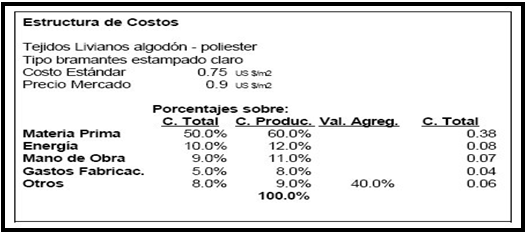 Estructura de Costos
Tejidos Livianos algodón - poliester
Tipo bramantes estampado claro
Costo Estándar 0.75 US $/m2
Precio Mercado 0.9 US $/m2
Porcentajes sobre:
C. Total C. Produc. Val. Agreg. C. Total
Materia Prima 50.0% 60.0% 0.38
Energía 10.0% 12.0% 0.08
Mano de Obra 9.0% 11.0% 0.07
Gastos Fabricac. 5.0% 8.0% 0.04
Otros 8.0% 9.0% 40.0% 0.06
100.0%